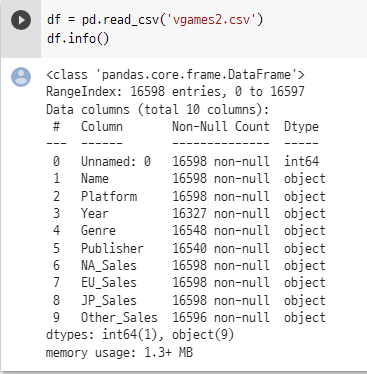 df = pd.read_csv('vgames2.csv')
df.info()
<class 'pandas.core.frame.DataFrame'>
RangeIndex: 16598 entries, 0 to 16597
Data columns (total 10 columns):
 #   Column       Non-Null Count  Dtype
---  ------       --------------  -----
 0   Unnamed: 0   16598 non-null  int64
 1   Name         16598 non-null  object
 2   Platform     16598 non-null  object
 3   Year         16327 non-null  object
 4   Genre        16548 non-null  object
 5   Publisher    16540 non-null  object
 6   NA_Sales     16598 non-null  object
 7   EU_Sales     16598 non-null  object
 8   JP_Sales     16598 non-null  object
 9   Other_Sales  16596 non-null  object
dtypes: int64(1), object(9)
memory usage: 1.3+ MB